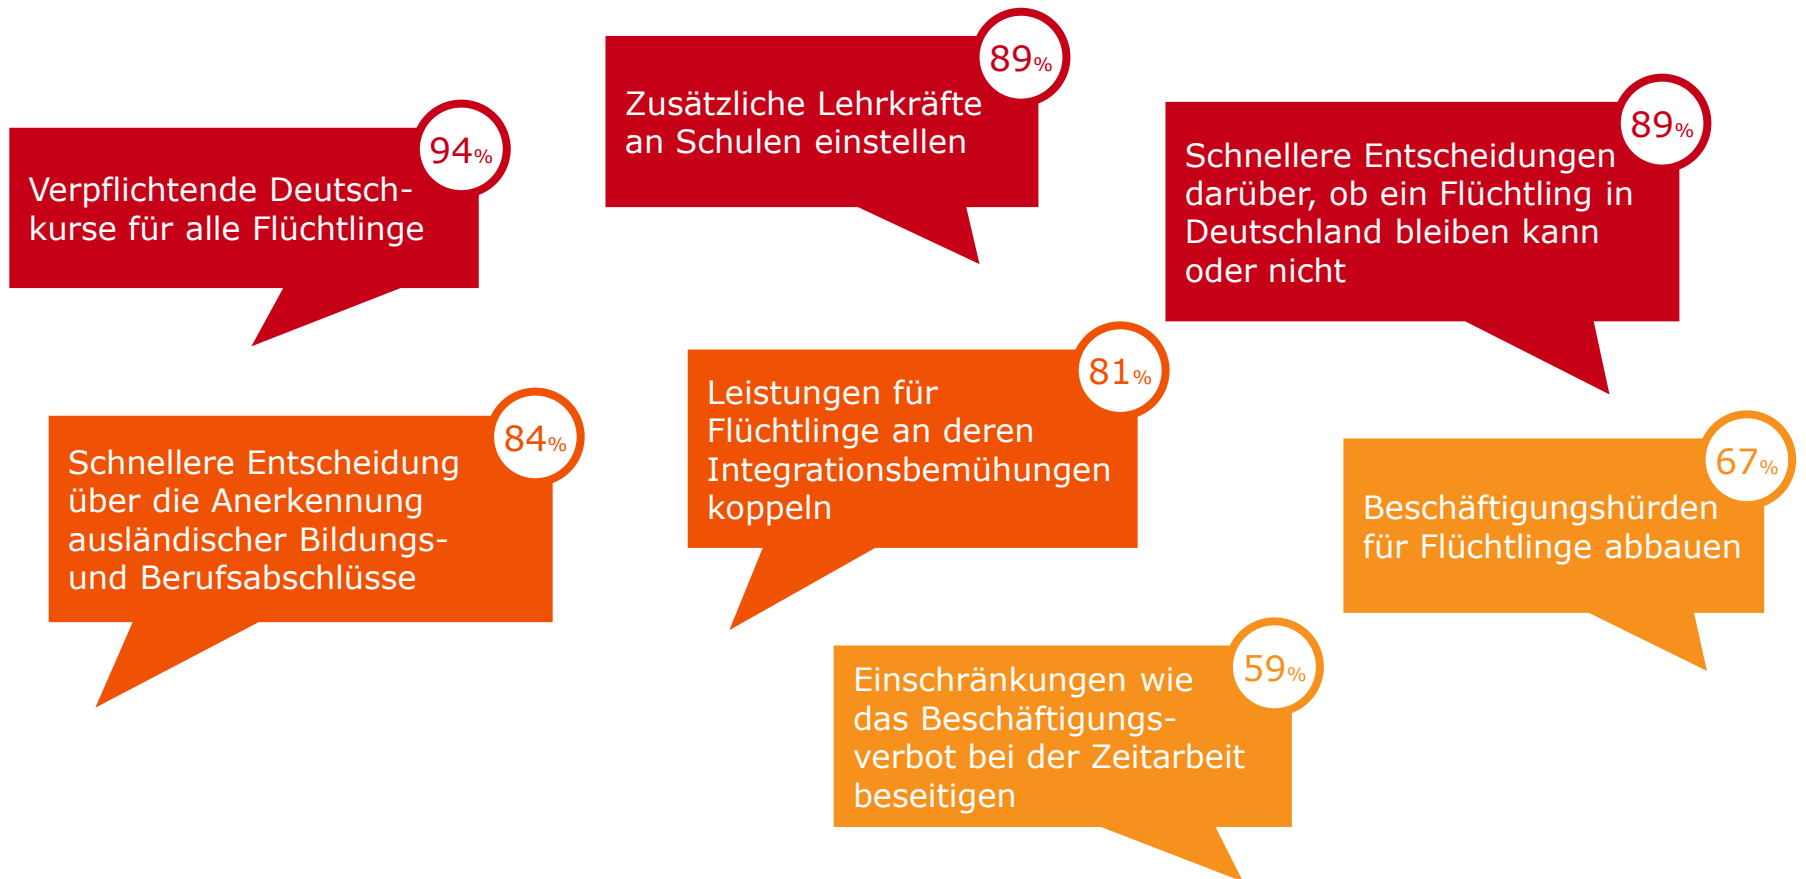 94%
Verpflichtende Deutsch-
kurse für alle Flüchtlinge
89%
Zusätzliche Lehrkräfte
an Schulen einstellen
89%
Schnellere Entscheidungen
darüber, ob ein Flüchtling in
Deutschland bleiben kann
oder nicht
84%
Schnellere Entscheidung
über die Anerkennung
ausländischer Bildungs-
und Berufsabschlüsse
81%
Leistungen für
Flüchtlinge an deren
Integrationsbemühungen
koppeln
67%
Beschäftigungshürden
für Flüchtlinge abbauen
59%
Einschränkungen wie
das Beschäftigungs-
verbot bei der Zeitarbeit
beseitigen